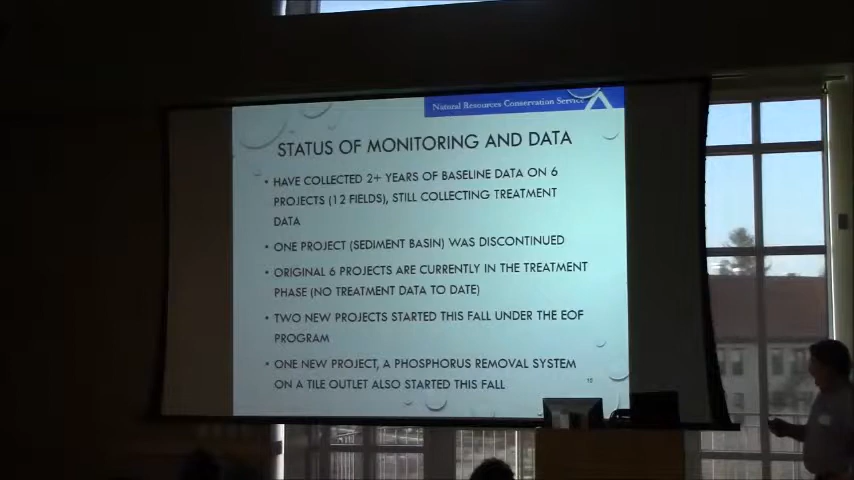 Natural Resources Conservation Service
STATUS OF MONITORING AND DATA
• HAVE COLLECTED 2+ YEARS OF BASELINE DATA ON 6
PROJECTS (12 FIELDS), STILL COLLECTING TREATMENT
DATA
• ONE PROJECT (SEDIMENT BASIN) WAS DISCONTINUED
• ORIGINAL 6 PROJECTS ARE CURRENTLY IN THE TREATMENT
PHASE (NO TREATMENT DATA TO DATE)
• TWO NEW PROJECTS STARTED THIS FALL UNDER THE EOF
PROGRAM
• ONE NEW PROJECT, A PHOSPHORUS REMOVAL SYSTEM
ON A TILE OUTLET ALSO STARTED THIS FALL